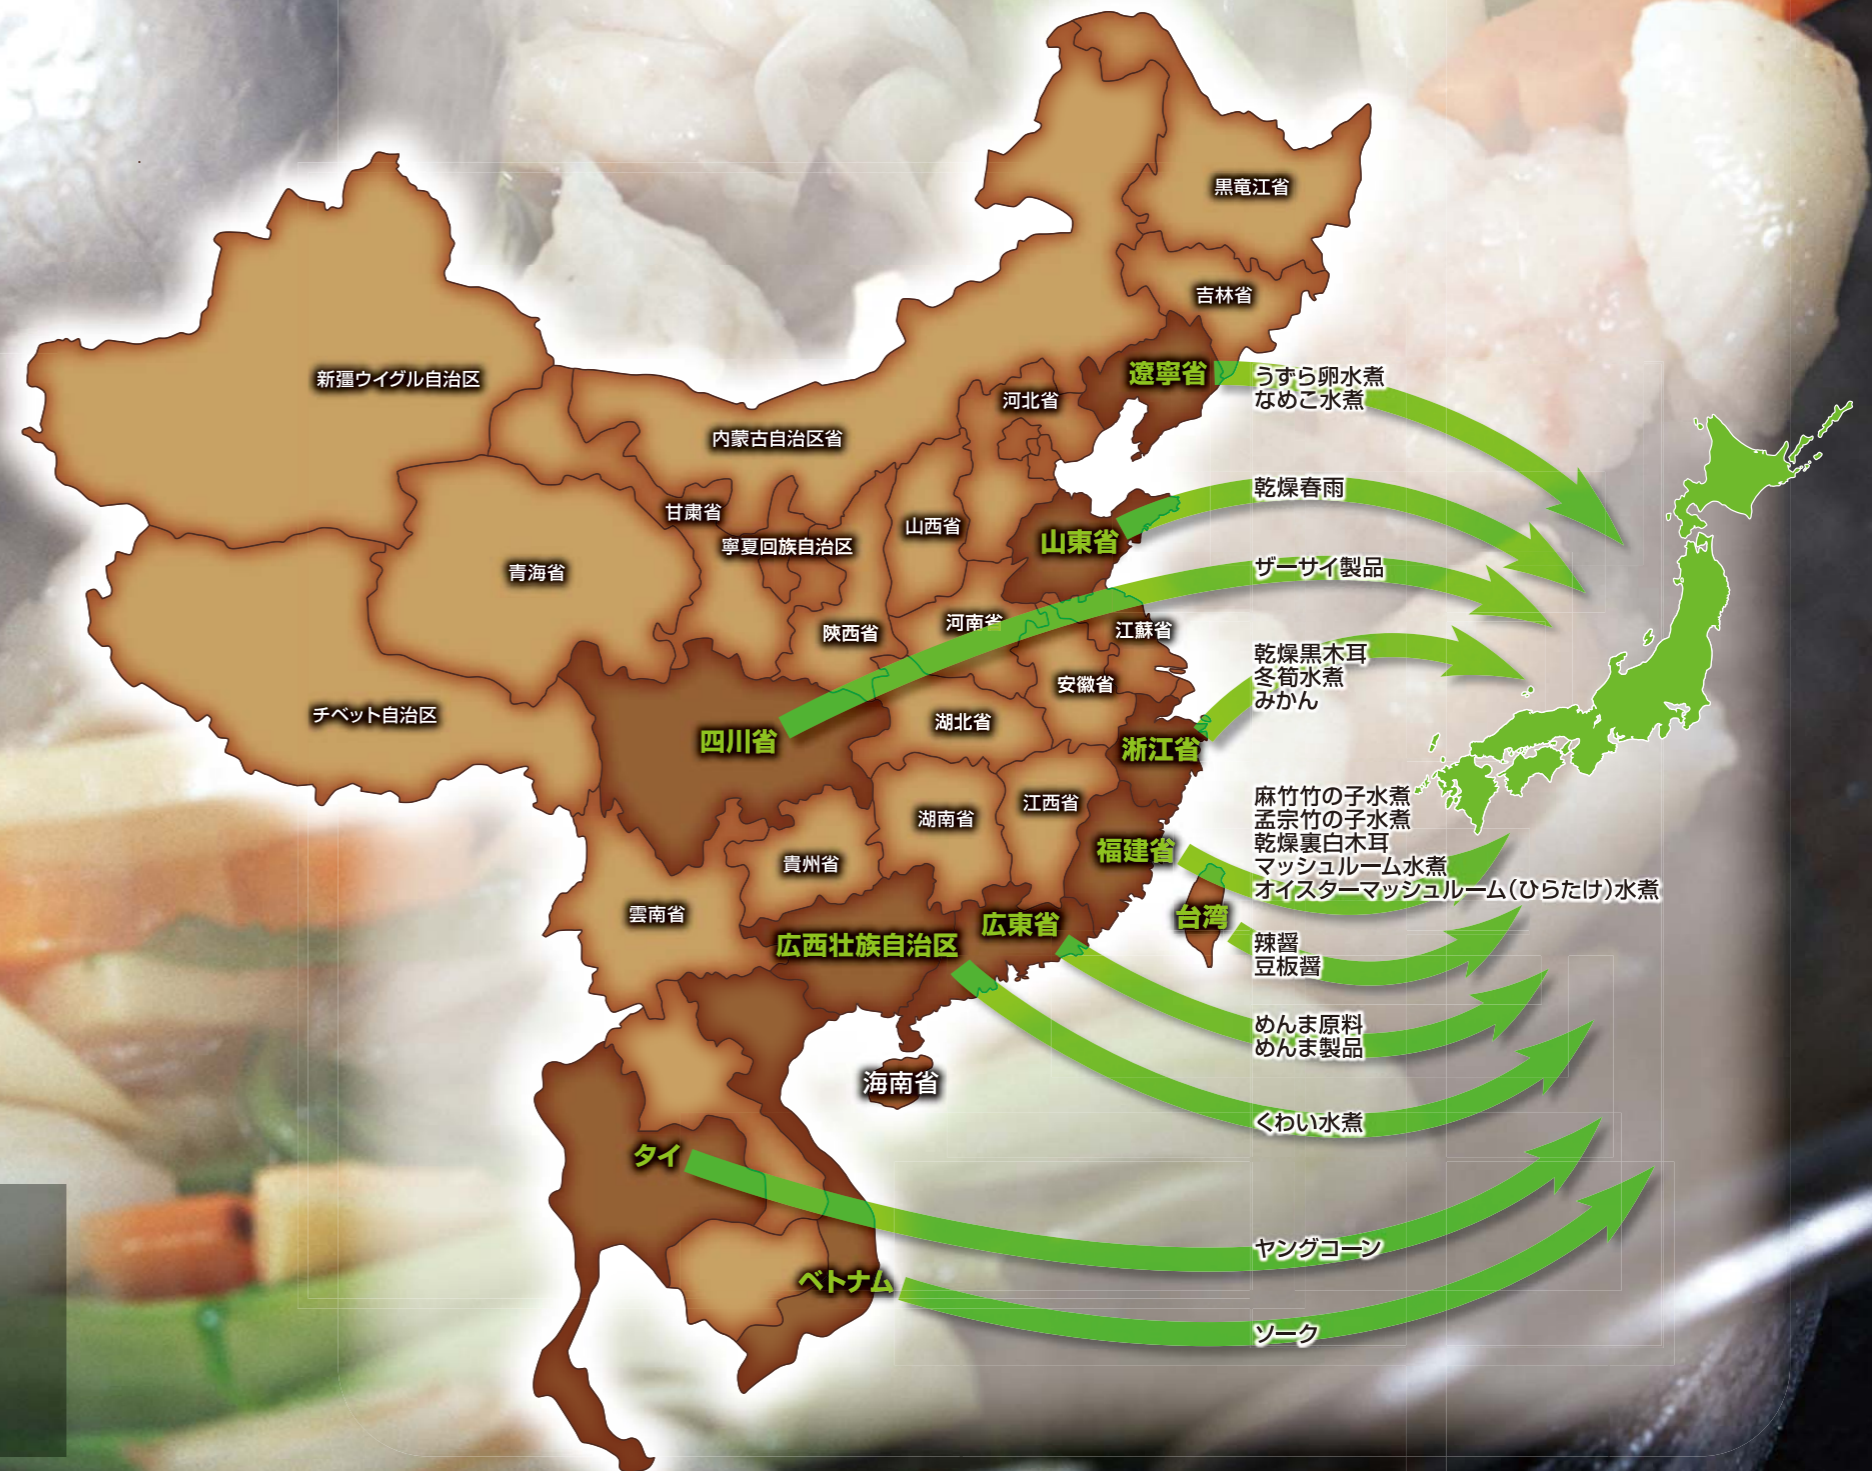 黒竜江省
吉林省
遼寧省
新疆ウイグル自治区
内蒙古自治区省
河北省
甘粛省
寧夏回族自治区
山西省
山東省
青海省
陝西省
河南省
江蘇省
安徽省
チベット自治区
四川省
湖北省
浙江省
湖南省
江西省
貴州省
福建省
雲南省
広西壮族自治区
広東省
台湾
海南省
タイ
ベトナム
うずら卵水煮
なめこ水煮
乾燥春雨
ザーサイ製品
乾燥黒木耳
冬筍水煮
みかん
麻竹竹の子水煮
孟宗竹の子水煮
乾燥裏白木耳
マッシュルーム水煮
オイスターマッシュルーム（ひらたけ）水煮
辣醤
豆板醤
めんま原料
めんま製品
くわい水煮
ヤングコーン
ソーク